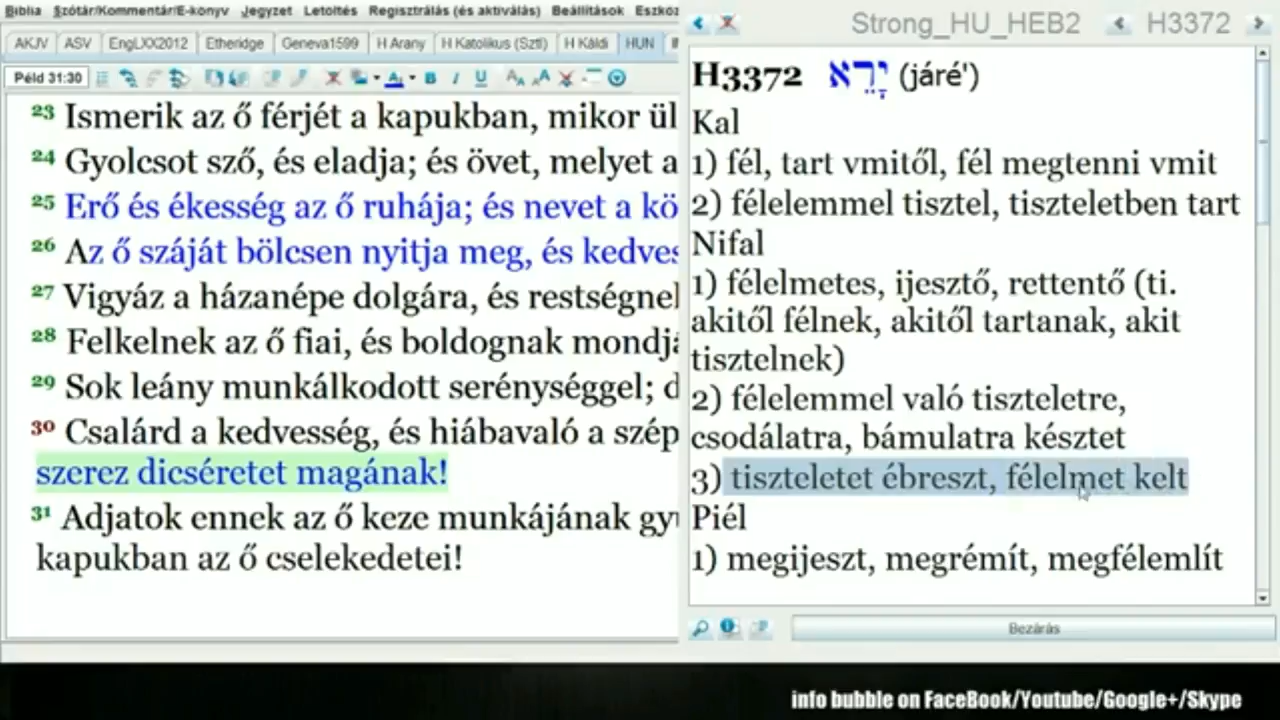 Biblia Szótár/Kommentár/E-könyv Jegyzet Letoltés Regisztrálás (és aktiválás) Beállítások
AKJV ASV EngLXX2012 Etheridge Geneva1599 H Arany H Katolikus (SztI) H Káldi HUN
Péld 31:30
23 Ismerik az ő férjét a kapukban, mikor ül
24 Gyolcsot sző, és eladja; és övet, melyet a
25 Erő és ékesség az ő ruhája; és nevet a kö
26 Az ő száját bölcsen nyitja meg, és kedves
27 Vigyáz a házanépe dolgára, és restségnek
28 Felkelnek az ő fiai, és boldognak mondjá
29 Sok leány munkálkodott serénységgel; d
30 Csalárd a kedvesség, és hiábavaló a szép
szerez dicséretet magának!
31 Adjatok ennek az ő keze munkájának gyü
kapukban az ő cselekedetei!
Strong_HU_HEB2 H3372
H3372 יָרֵא (járé')
Kal
1) fél, tart vmitől, fél megtenni vmit
2) félelemmel tisztel, tiszteletben tart
Nifal
1) félelmetes, ijesztő, rettentő (ti.
akitől félnek, akitől tartanak, akit
tisztelnek)
2) félelemmel való tiszteletre,
csodálatra, bámulatra késztet
3) tiszteletet ébreszt, félelmet kelt
Piél
1) megijeszt, megrémít, megfélemlít
Bezárás
info bubble on FaceBook/Youtube/Google+/Skype